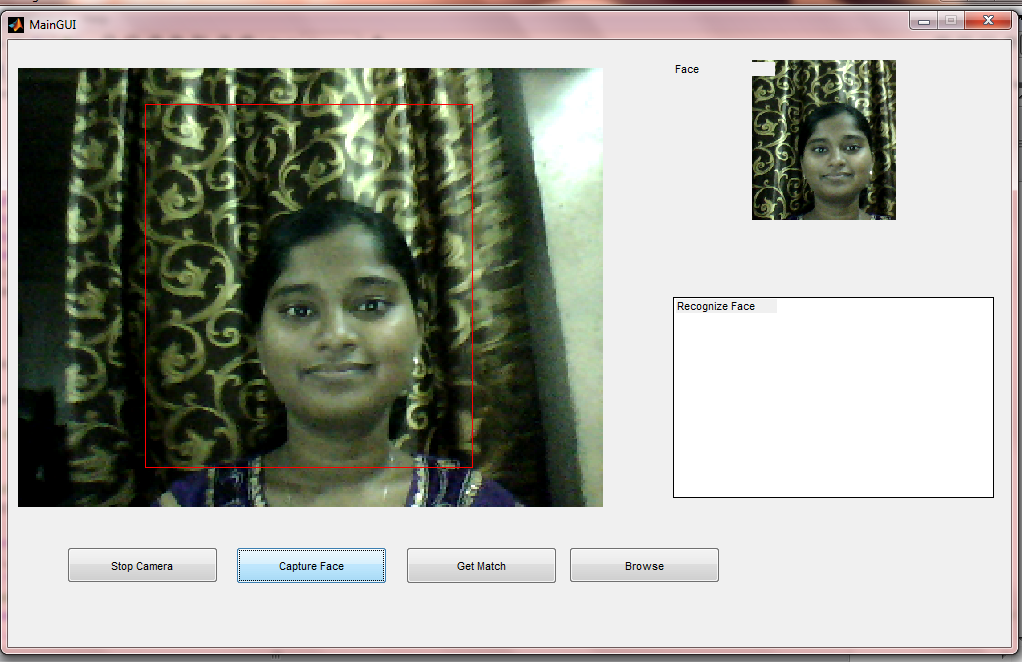 MainGUI
Face
Recognize Face
Stop Camera
Capture Face
Get Match
Browse